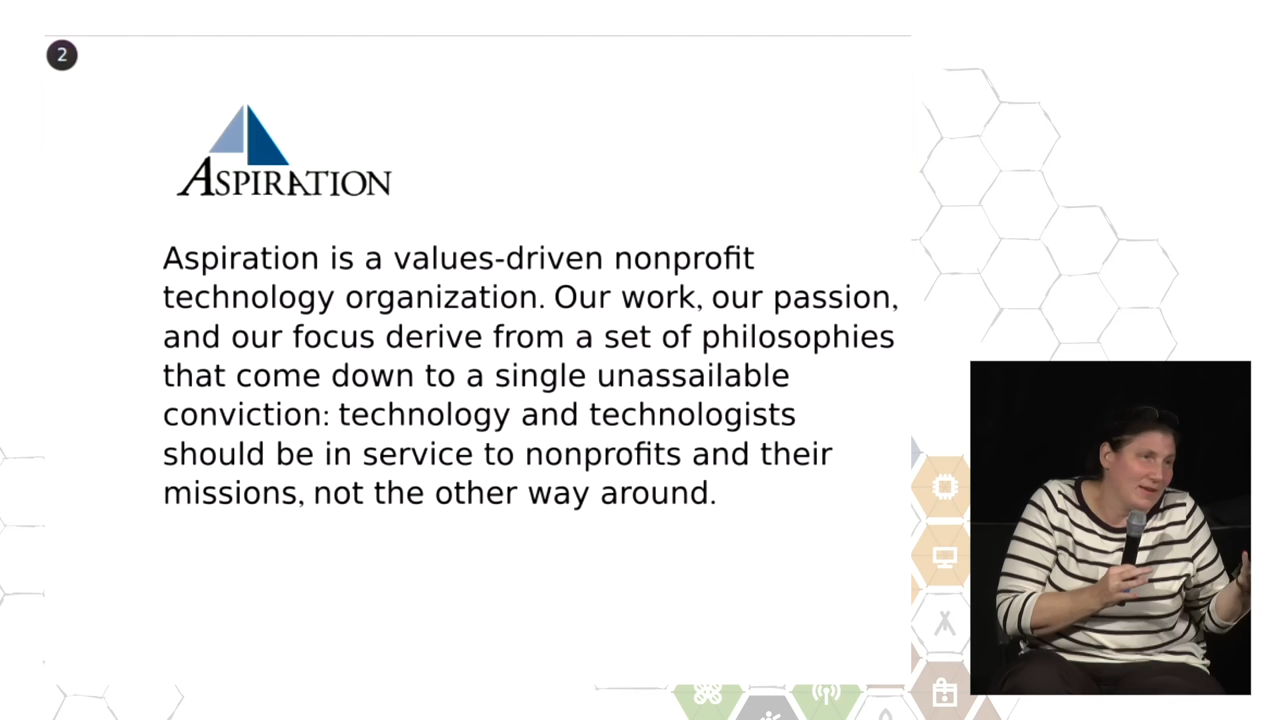 2
ASPIRATION
Aspiration is a values-driven nonprofit
technology organization. Our work, our passion,
and our focus derive from a set of philosophies
that come down to a single unassailable
conviction: technology and technologists
should be in service to nonprofits and their
missions, not the other way around.